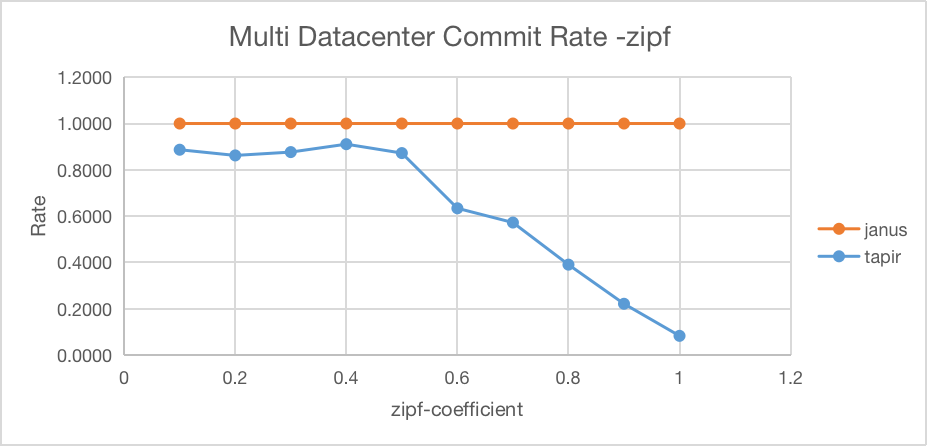 Multi Datacenter Commit Rate -zipf
1.2000
1.0000
0.8000
0.6000
0.4000
0.2000
0.0000
Rate
0 0.2 0.4 0.6 0.8 1 1.2
zipf-coefficient
janus
tapir